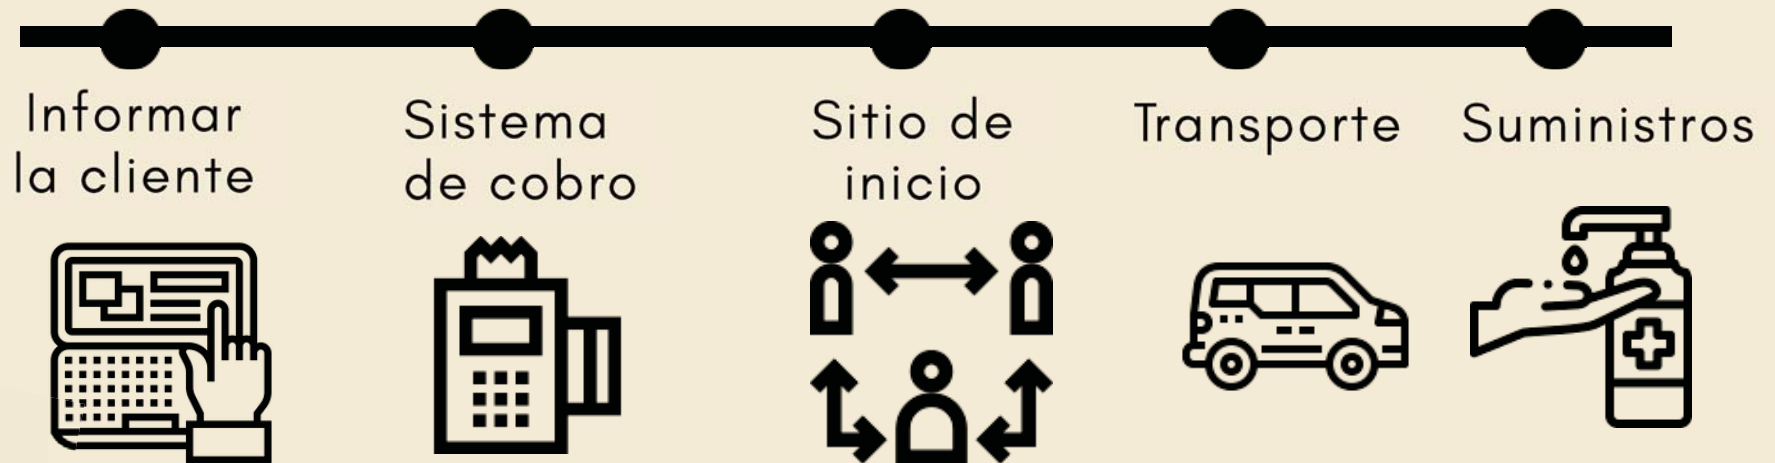 Informar
la cliente
Sistema
de cobro
Sitio de
inicio
Transporte
Suministros